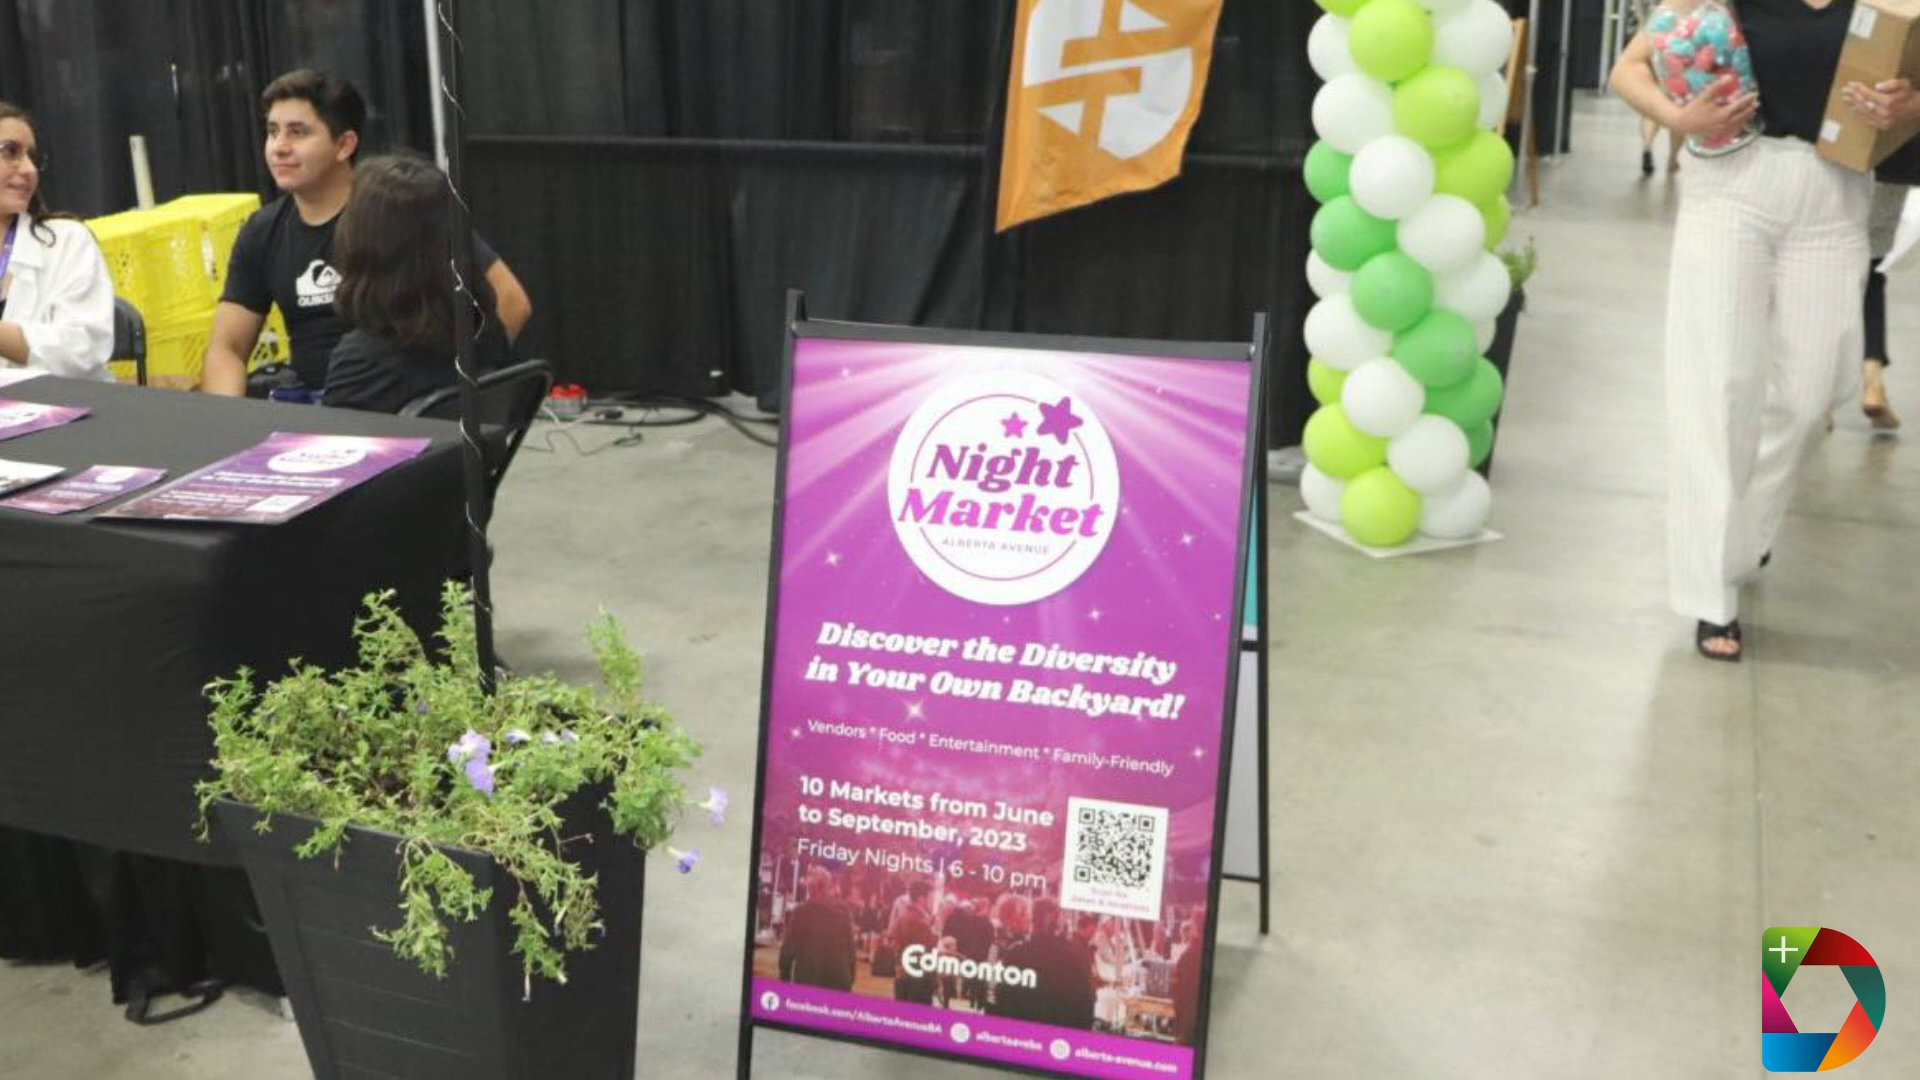 Night
Market
ALBERTA AVENUE
Discover the Diversity
in Your Own Backyard!
Vendors * Food * Entertainment * Family-Friendly
10 Markets from June
to September, 2023
Friday Nights | 6 - 10 pm
Edmonton
facebook.com/AlbertaAvenueBA
albertaavebe
alberta-avenue.com